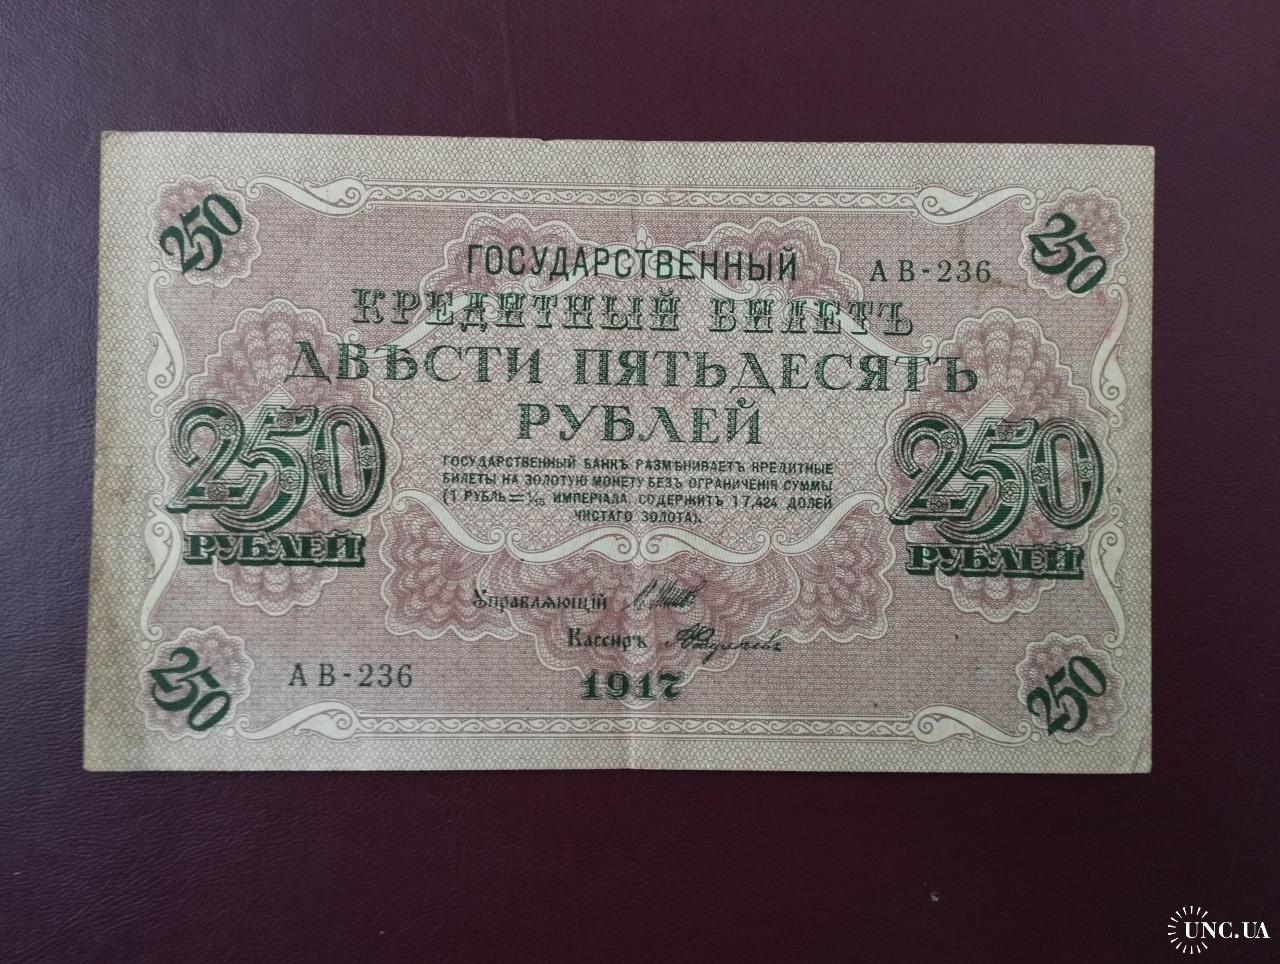 250
250
ГОСУДАРСТВЕННЫЙ АВ-236
КРЕДИТНЫЙ БИЛЕТЪ
ДВѢСТИ ПЯТЬДЕСЯТЪ
РУБЛЕЙ
250 РУБЛЕЙ
250 РУБЛЕЙ
ГОСУДАРСТВЕННЫЙ БАНКЪ РАЗМѢНИВАЕТЪ КРЕДИТНЫЕ
БИЛЕТЫ НА ЗОЛОТУЮ МОНЕТУ БЕЗЪ ОГРАНИЧЕНІЯ СУММЫ
(1 РУБЛЬ = 1/15 ИМПЕРІАЛА, СОДЕРЖИТЪ 17,424 ДОЛЕЙ
ЧИСТАГО ЗОЛОТА).
Управляющій
Кассиръ
АВ-236
1917
250
250
UNC.UA